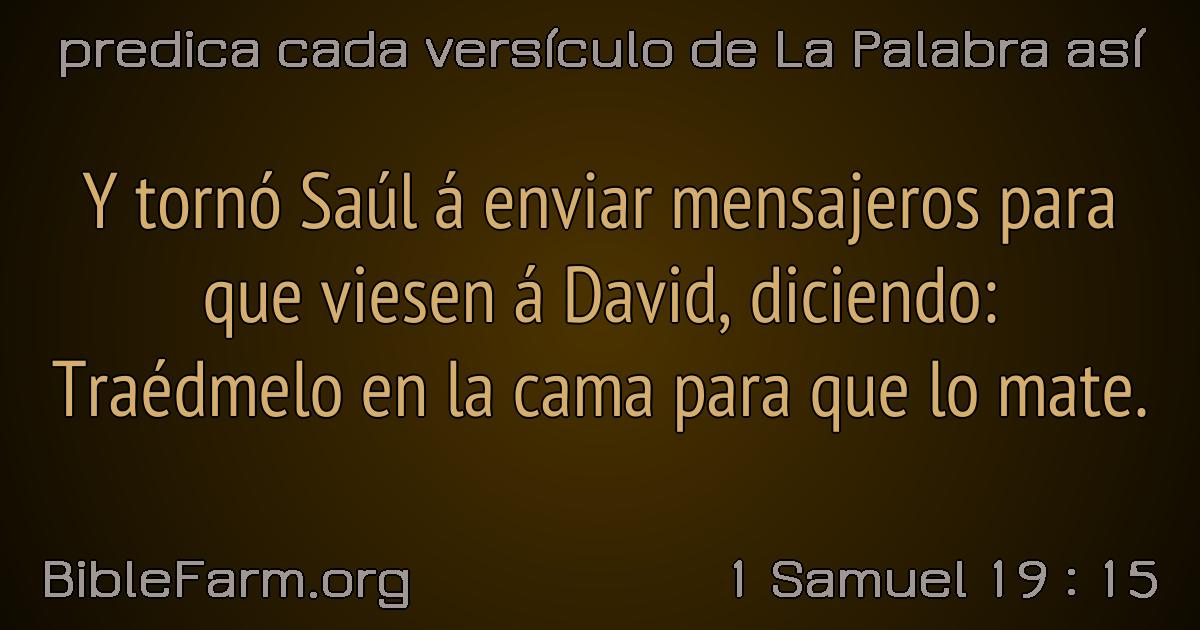 predica cada versículo de La Palabra así
Y tornó Saúl á enviar mensajeros para
que viesen á David, diciendo:
Traédmelo en la cama para que lo mate.
BibleFarm.org
1 Samuel 19 : 15